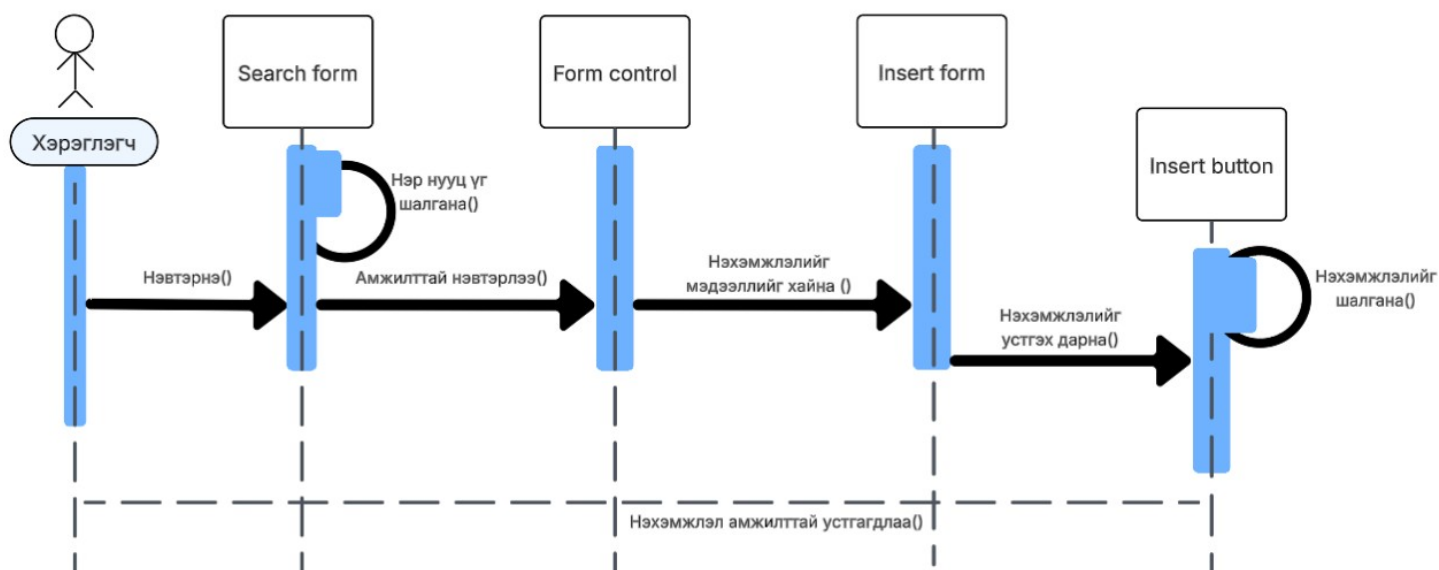 Search form
Form control
Insert form
Хэрэглэгч
Insert button
Нэр нууц үг
шалгана()
Нэвтэрнэ()
Амжилттай нэвтэрлээ()
Нэхэмжлэлийг
мэдээллийг хайна ()
Нэхэмжлэлийг
шалгана()
Нэхэмжлэлийг
устгэх дарна()
Нэхэмжлэл амжилттай устгагдлаа()